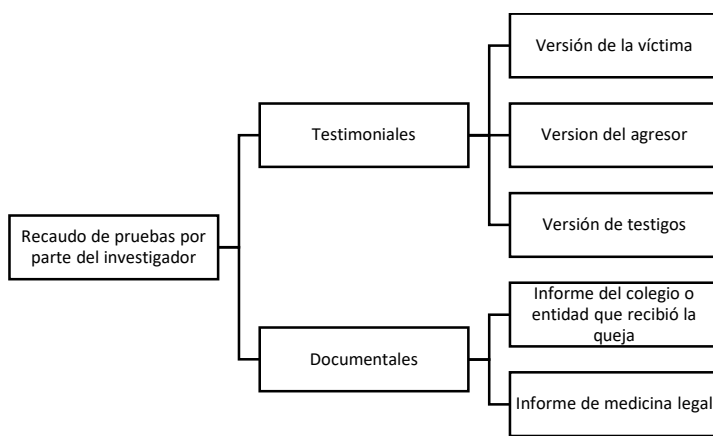 Recaudo de pruebas por
parte del investigador
Testimoniales
Versión de la víctima
Version del agresor
Versión de testigos
Documentales
Informe del colegio o
entidad que recibió la
queja
Informe de medicina legal